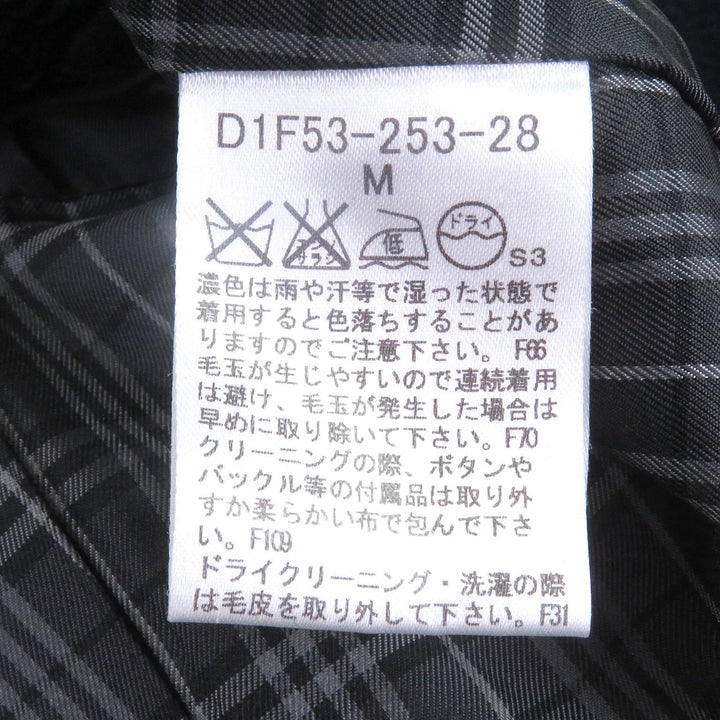 D1F53-253-28
M
エンソ
サラシ
低
ドライ
S3
濃色は雨や汗等で湿った状態で
着用すると色落ちすることがあ
りますのでご注意下さい。F66
毛玉が生じやすいので連続着用
は避け、毛玉が発生した場合は
早めに取り除いて下さい。F70
クリーニングの際、ボタンや
バックル等の付属品は取り外
すか柔らかい布で包んで下さ
い。F109
ドライクリーニング・洗濯の際
は毛皮を取り外して下さい。F31